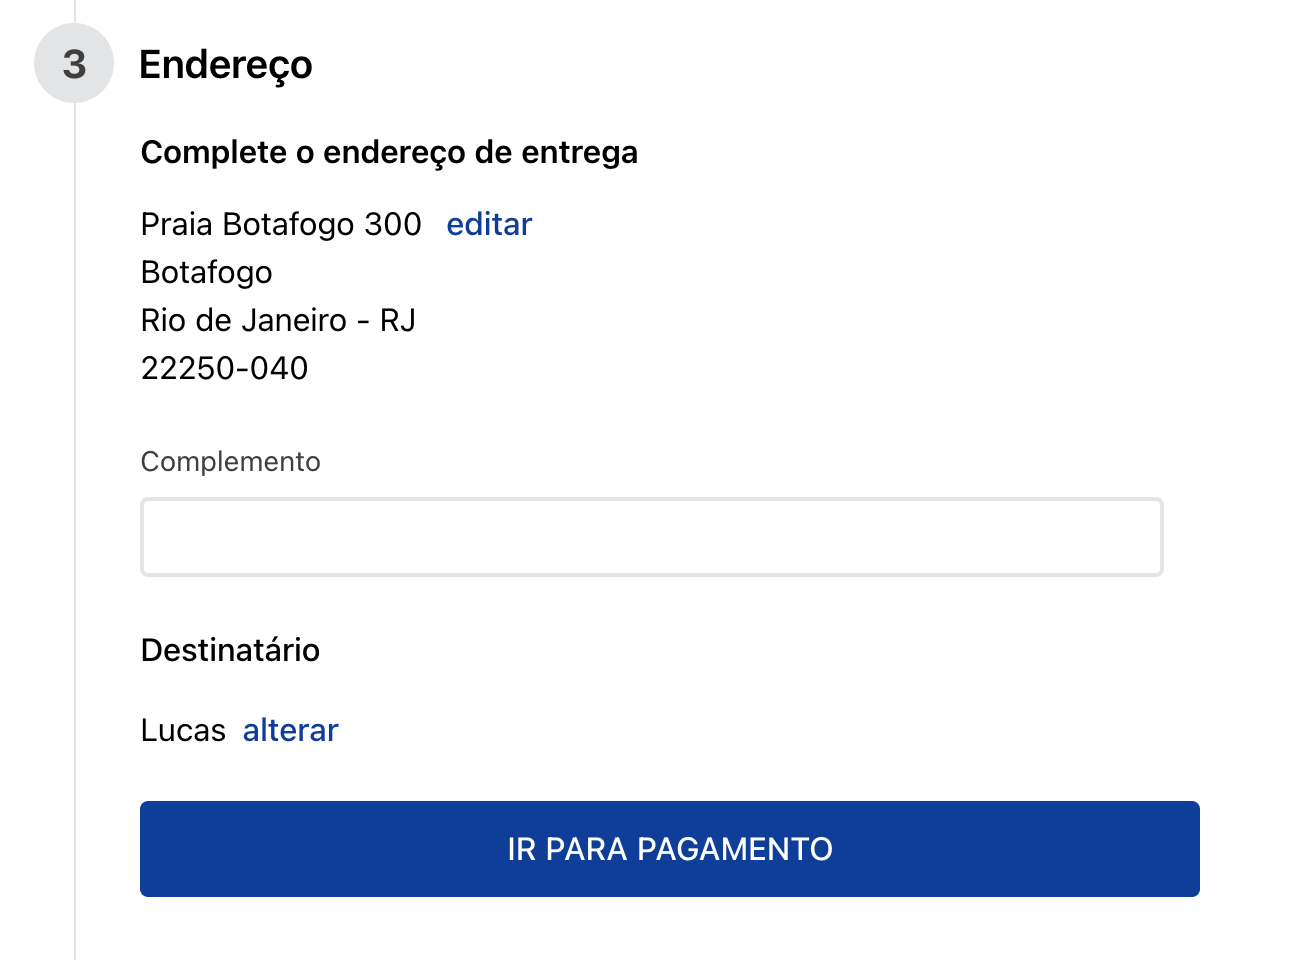 3 Endereço
Complete o endereço de entrega
Praia Botafogo 300 editar
Botafogo
Rio de Janeiro - RJ
22250-040
Complemento
Destinatário
Lucas alterar
IR PARA PAGAMENTO